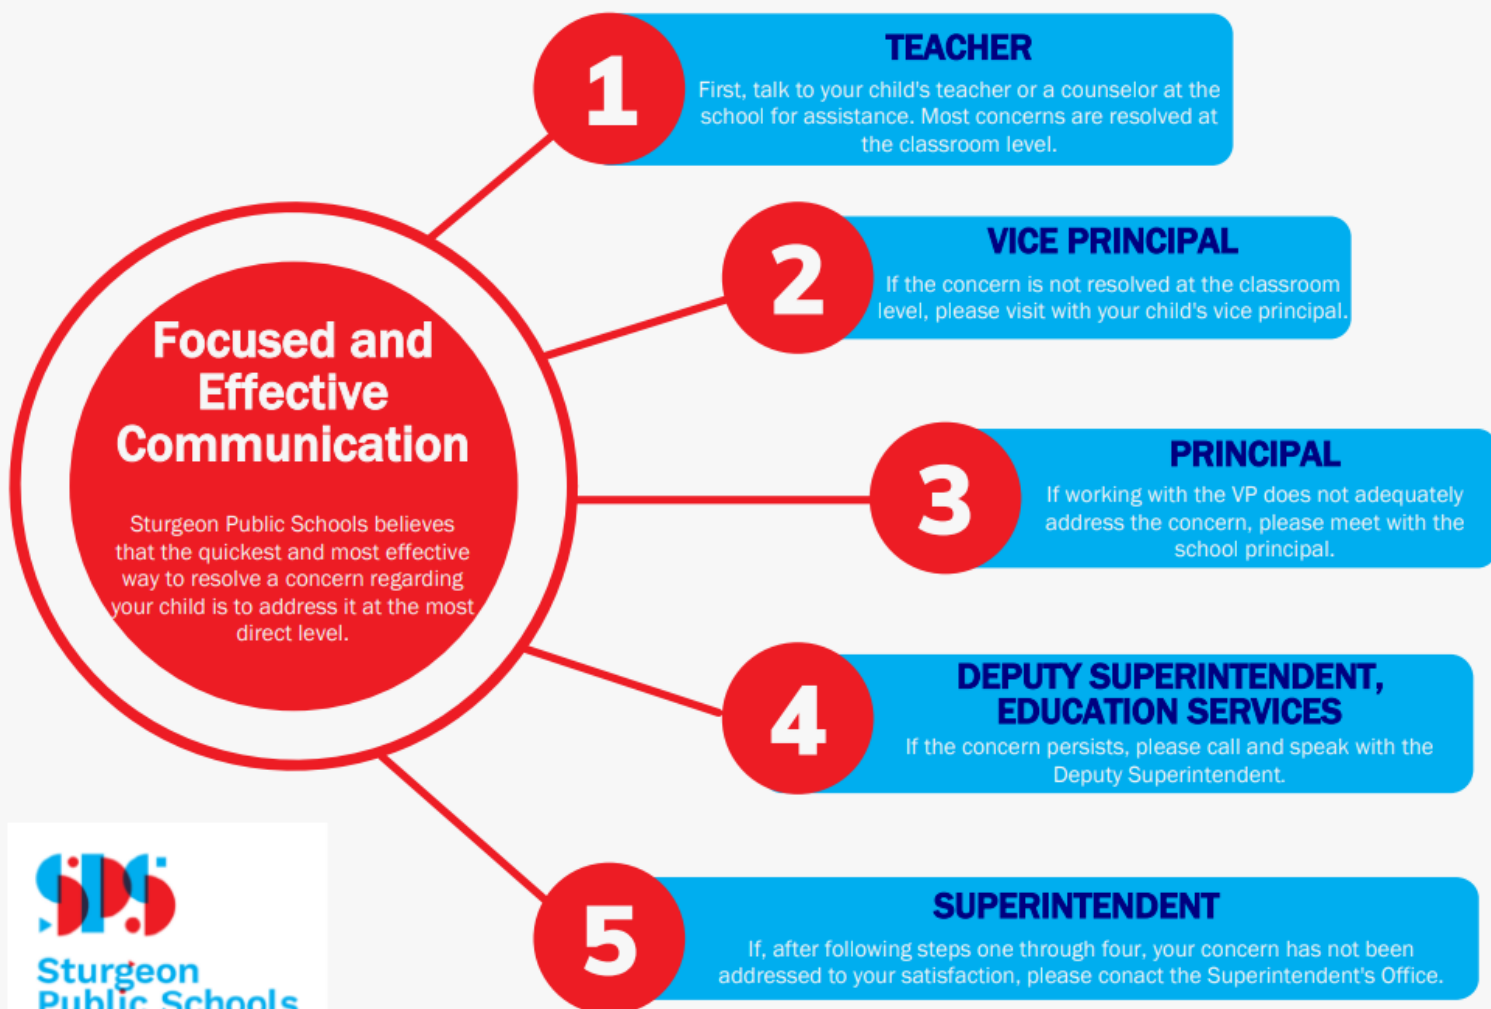 1
TEACHER
First, talk to your child's teacher or a counselor at the
school for assistance. Most concerns are resolved at
the classroom level.
2
VICE PRINCIPAL
If the concern is not resolved at the classroom
level, please visit with your child's vice principal.
Focused and
Effective
Communication
Sturgeon Public Schools believes
that the quickest and most effective
way to resolve a concern regarding
your child is to address it at the most
direct level.
3
PRINCIPAL
If working with the VP does not adequately
address the concern, please meet with the
school principal.
4
DEPUTY SUPERINTENDENT,
EDUCATION SERVICES
If the concern persists, please call and speak with the
Deputy Superintendent.
5
SUPERINTENDENT
If, after following steps one through four, your concern has not been
addressed to your satisfaction, please conact the Superintendent's Office.
SPS
Sturgeon
Public Schools